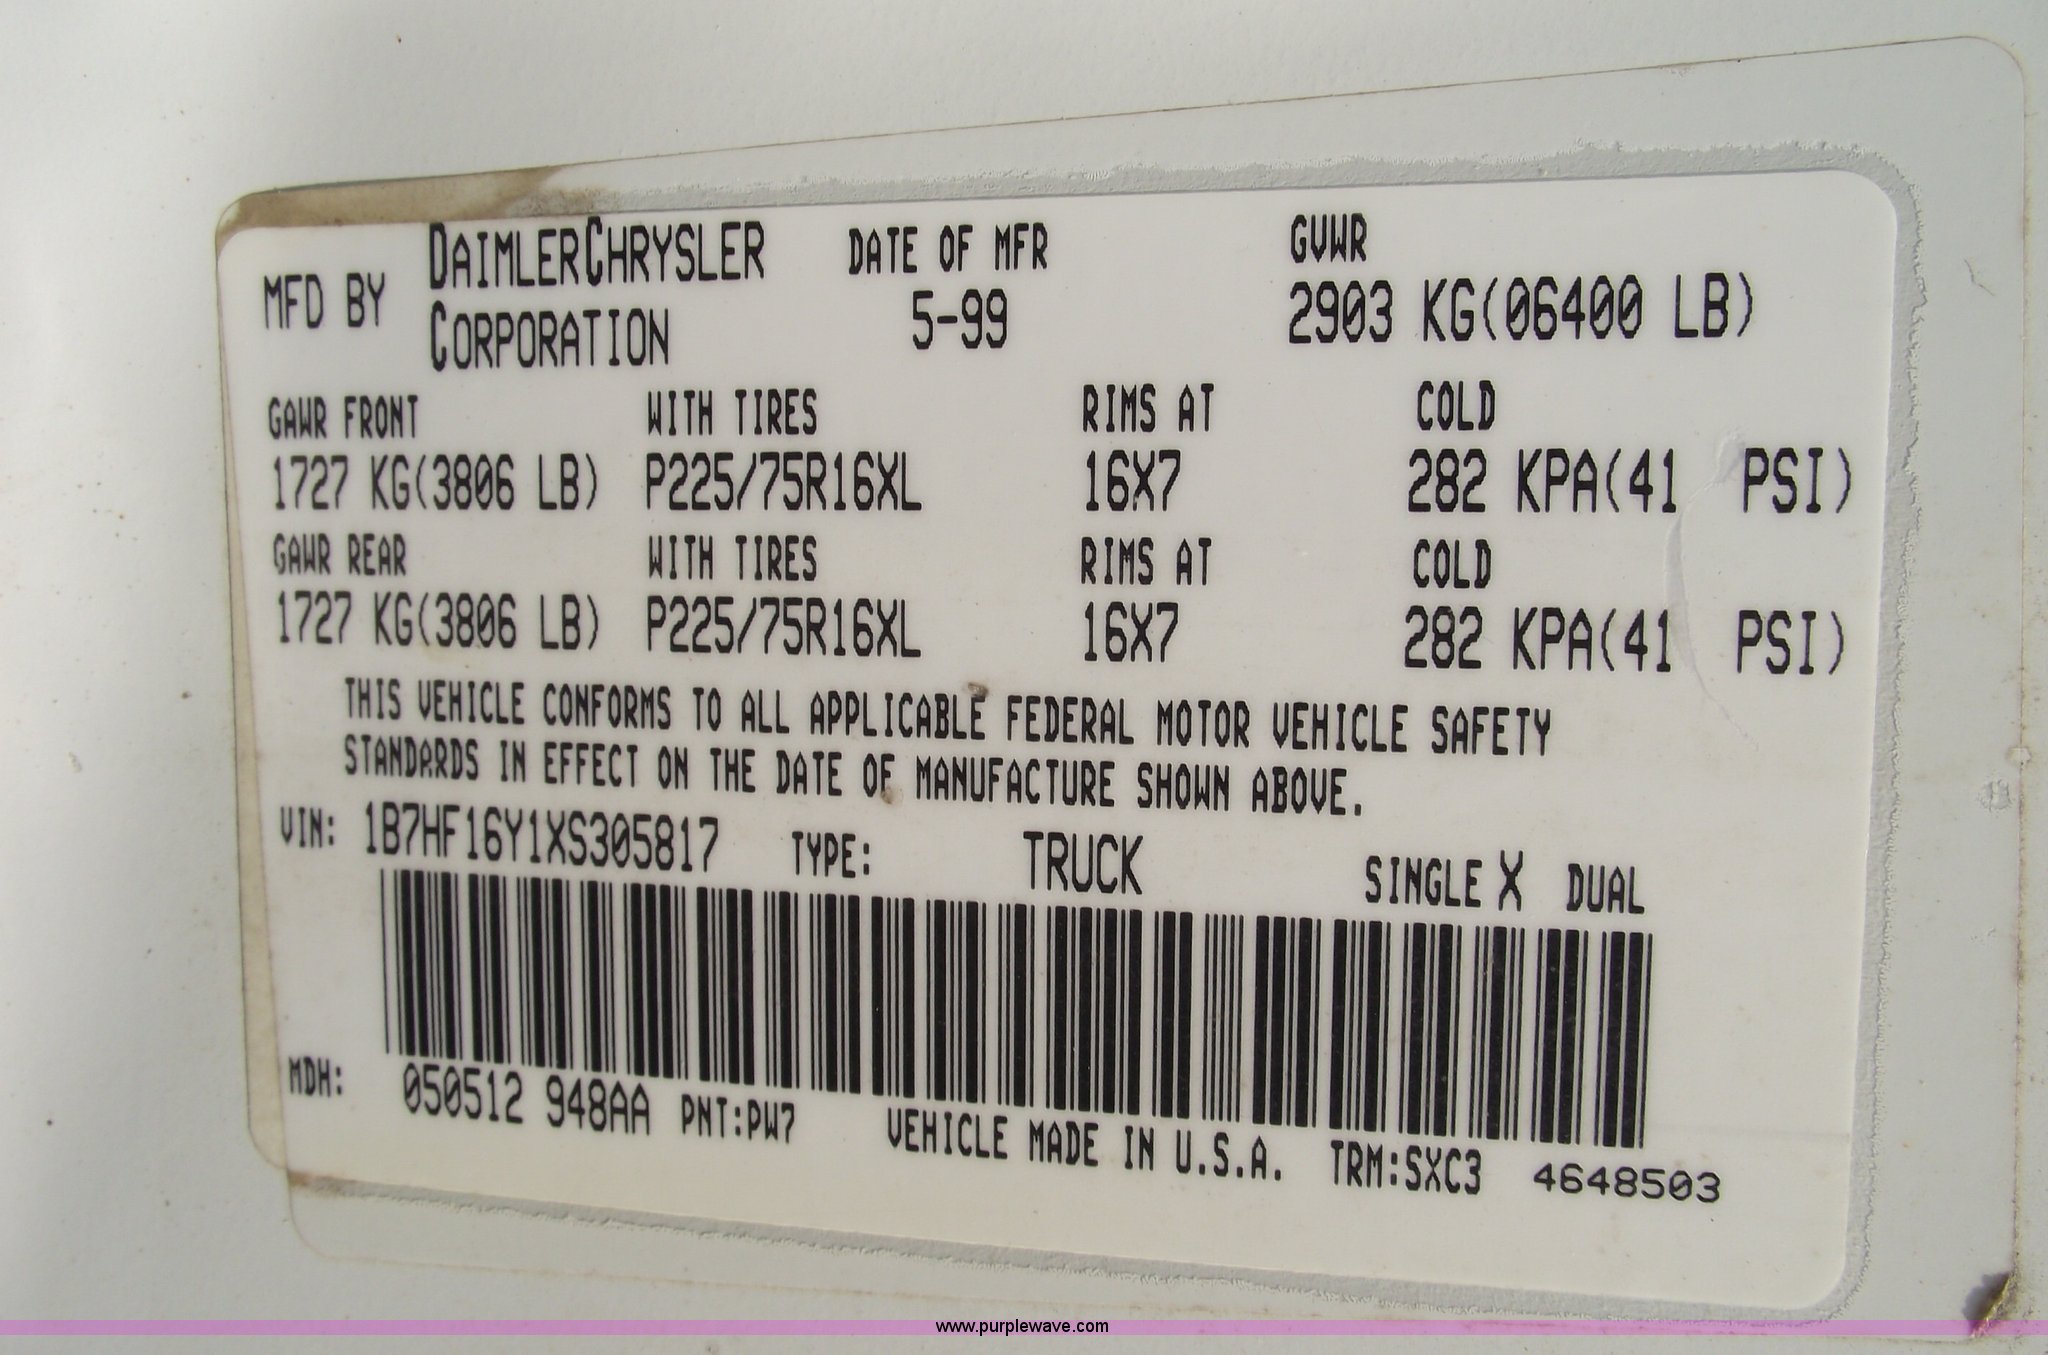 MFD BY DAIMLERCHRYSLER CORPORATION DATE OF MFR 5-99 GVWR 2903 KG(06400 LB)
GAWR FRONT WITH TIRES RIMS AT COLD
1727 KG(3806 LB) P225/75R16XL 16X7 282 KPA(41 PSI)
GAWR REAR WITH TIRES RIMS AT COLD
1727 KG(3806 LB) P225/75R16XL 16X7 282 KPA(41 PSI)
THIS VEHICLE CONFORMS TO ALL APPLICABLE FEDERAL MOTOR VEHICLE SAFETY
STANDARDS IN EFFECT ON THE DATE OF MANUFACTURE SHOWN ABOVE.
VIN: 1B7HF16Y1XS305817 TYPE: TRUCK SINGLE X DUAL
MDH: 050512 948AA PNT:PW7 VEHICLE MADE IN U.S.A. TRM:SXC3 4648503
www.purplewave.com